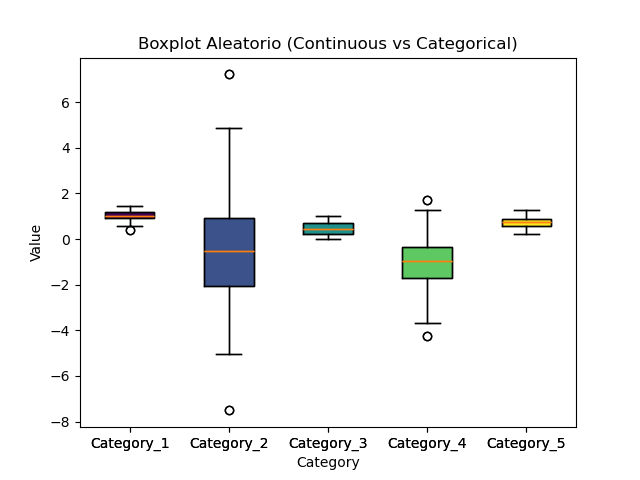 Boxplot Aleatorio (Continuous vs Categorical)
Value
6
4
2
0
−2
−4
−6
−8
Category_1 Category_2 Category_3 Category_4 Category_5
Category